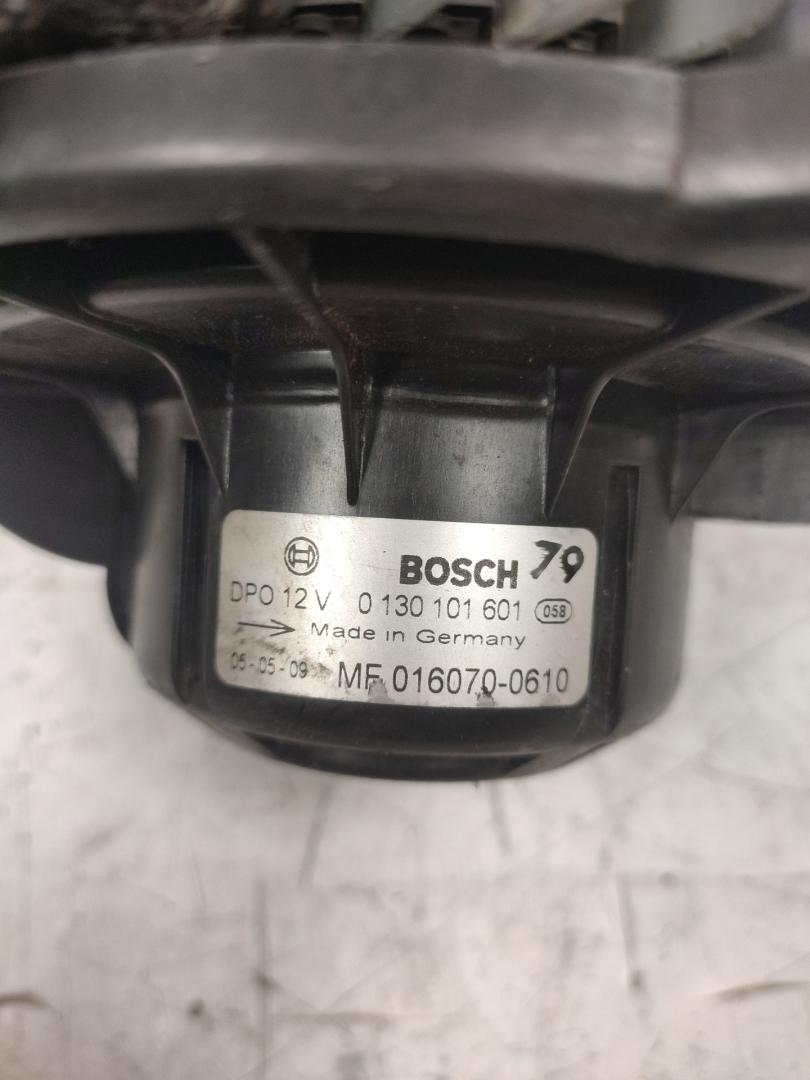 BOSCH 79
DPO 12 V 0 130 101 601 058
Made in Germany
05-05-09 MF 016070-0610